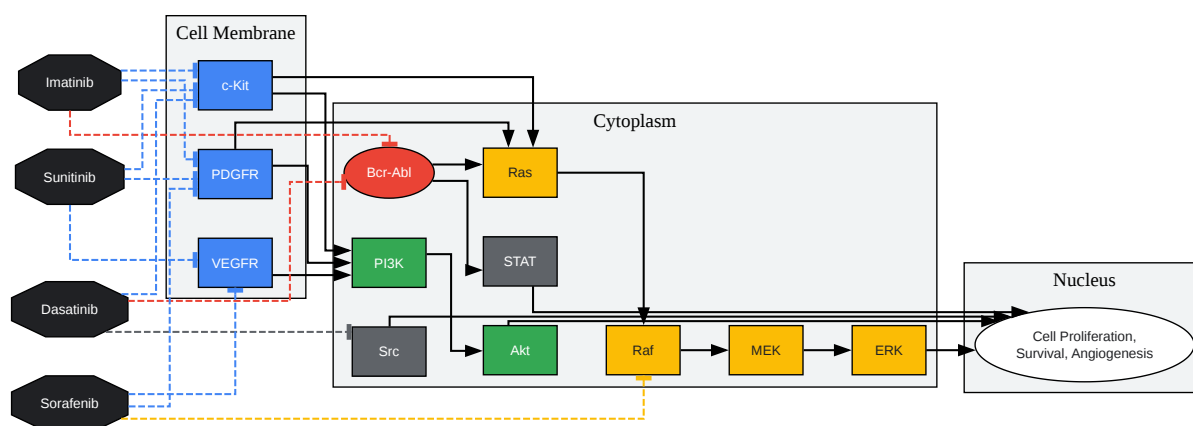 Cell Membrane
Imatinib
c-Kit
Cytoplasm
Sunitinib
PDGFR
Bcr-Abl
Ras
VEGFR
PI3K
STAT
Nucleus
Dasatinib
Src
Akt
Raf
MEK
ERK
Cell Proliferation,
Survival, Angiogenesis
Sorafenib